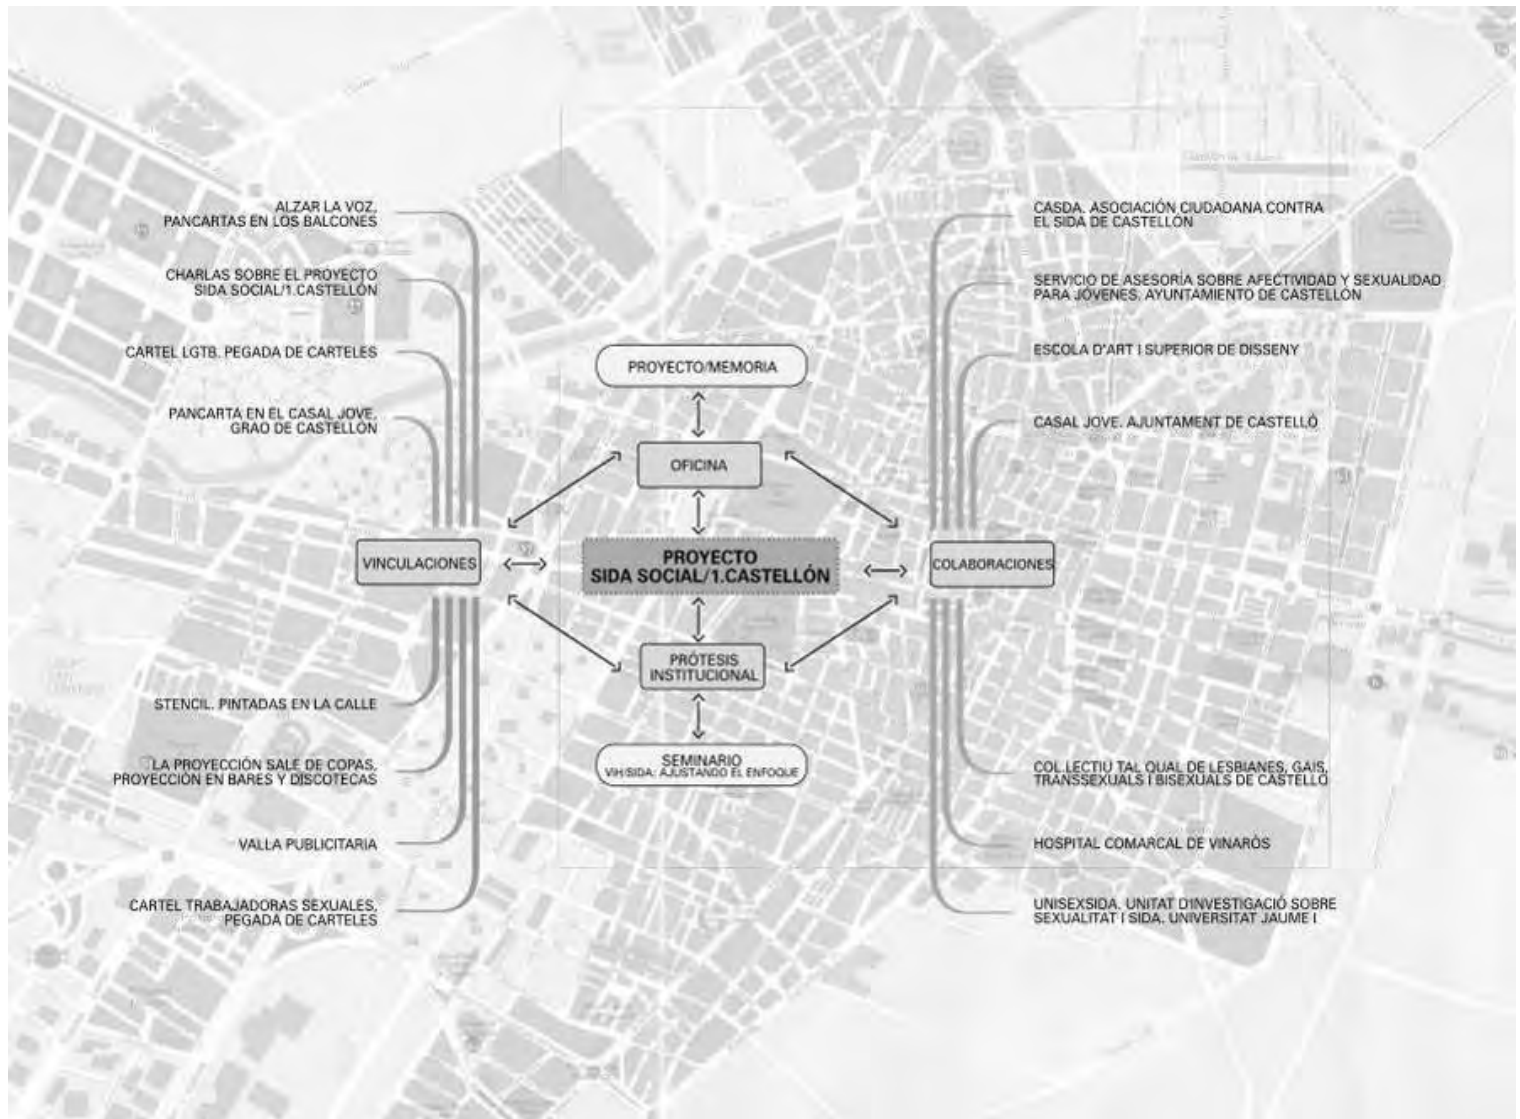 ALZAR LA VOZ,
PANCARTAS EN LOS BALCONES
CHARLAS SOBRE EL PROYECTO
SIDA SOCIAL/1.CASTELLÓN
CARTEL LGTB. PEGADA DE CARTELES
PANCARTA EN EL CASAL JOVE,
GRAO DE CASTELLÓN
VINCULACIONES
STENCIL. PINTADAS EN LA CALLE
LA PROYECCIÓN SALE DE COPAS,
PROYECCIÓN EN BARES Y DISCOTECAS
VALLA PUBLICITARIA
CARTEL TRABAJADORAS SEXUALES,
PEGADA DE CARTELES
PROYECTO/MEMORIA
OFICINA
PROYECTO
SIDA SOCIAL/1.CASTELLÓN
PRÓTESIS
INSTITUCIONAL
SEMINARIO
VIH/SIDA: AJUSTANDO EL ENFOQUE
CASDA. ASOCIACIÓN CIUDADANA CONTRA
EL SIDA DE CASTELLÓN
SERVICIO DE ASESORÍA SOBRE AFECTIVIDAD Y SEXUALIDAD
PARA JÓVENES. AYUNTAMIENTO DE CASTELLÓN
ESCOLA D'ART I SUPERIOR DE DISSENY
CASAL JOVE. AJUNTAMENT DE CASTELLÓ
COLABORACIONES
COL.LECTIU TAL QUAL DE LESBIANES, GAIS,
TRANSSEXUALS I BISEXUALS DE CASTELLÓ
HOSPITAL COMARCAL DE VINARÒS
UNISEXSIDA. UNITAT D'INVESTIGACIÓ SOBRE
SEXUALITAT I SIDA. UNIVERSITAT JAUME I